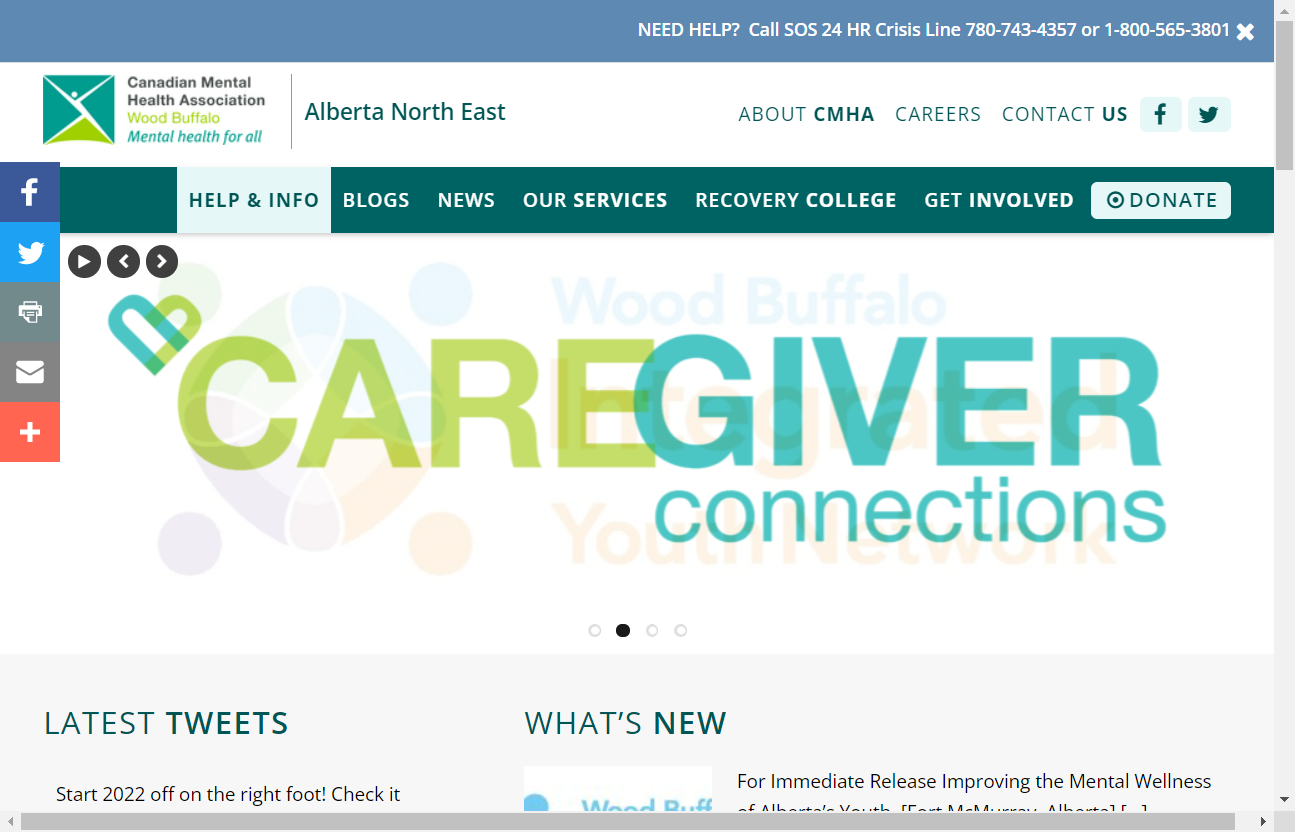 NEED HELP?  Call SOS 24 HR Crisis Line 780-743-4357 or 1-800-565-3801
Canadian Mental
Health Association
Wood Buffalo
Mental health for all
Alberta North East
ABOUT CMHA
CAREERS
CONTACT US
HELP & INFO
BLOGS
NEWS
OUR SERVICES
RECOVERY COLLEGE
GET INVOLVED
DONATE
Wood Buffalo
Integrated
Youth Network
CAREGIVER
connections
LATEST TWEETS
Start 2022 off on the right foot! Check it
WHAT'S NEW
Wood Buff
For Immediate Release Improving the Mental Wellness
of Alberta's Youth  [Fort McMurray, Alberta] […]